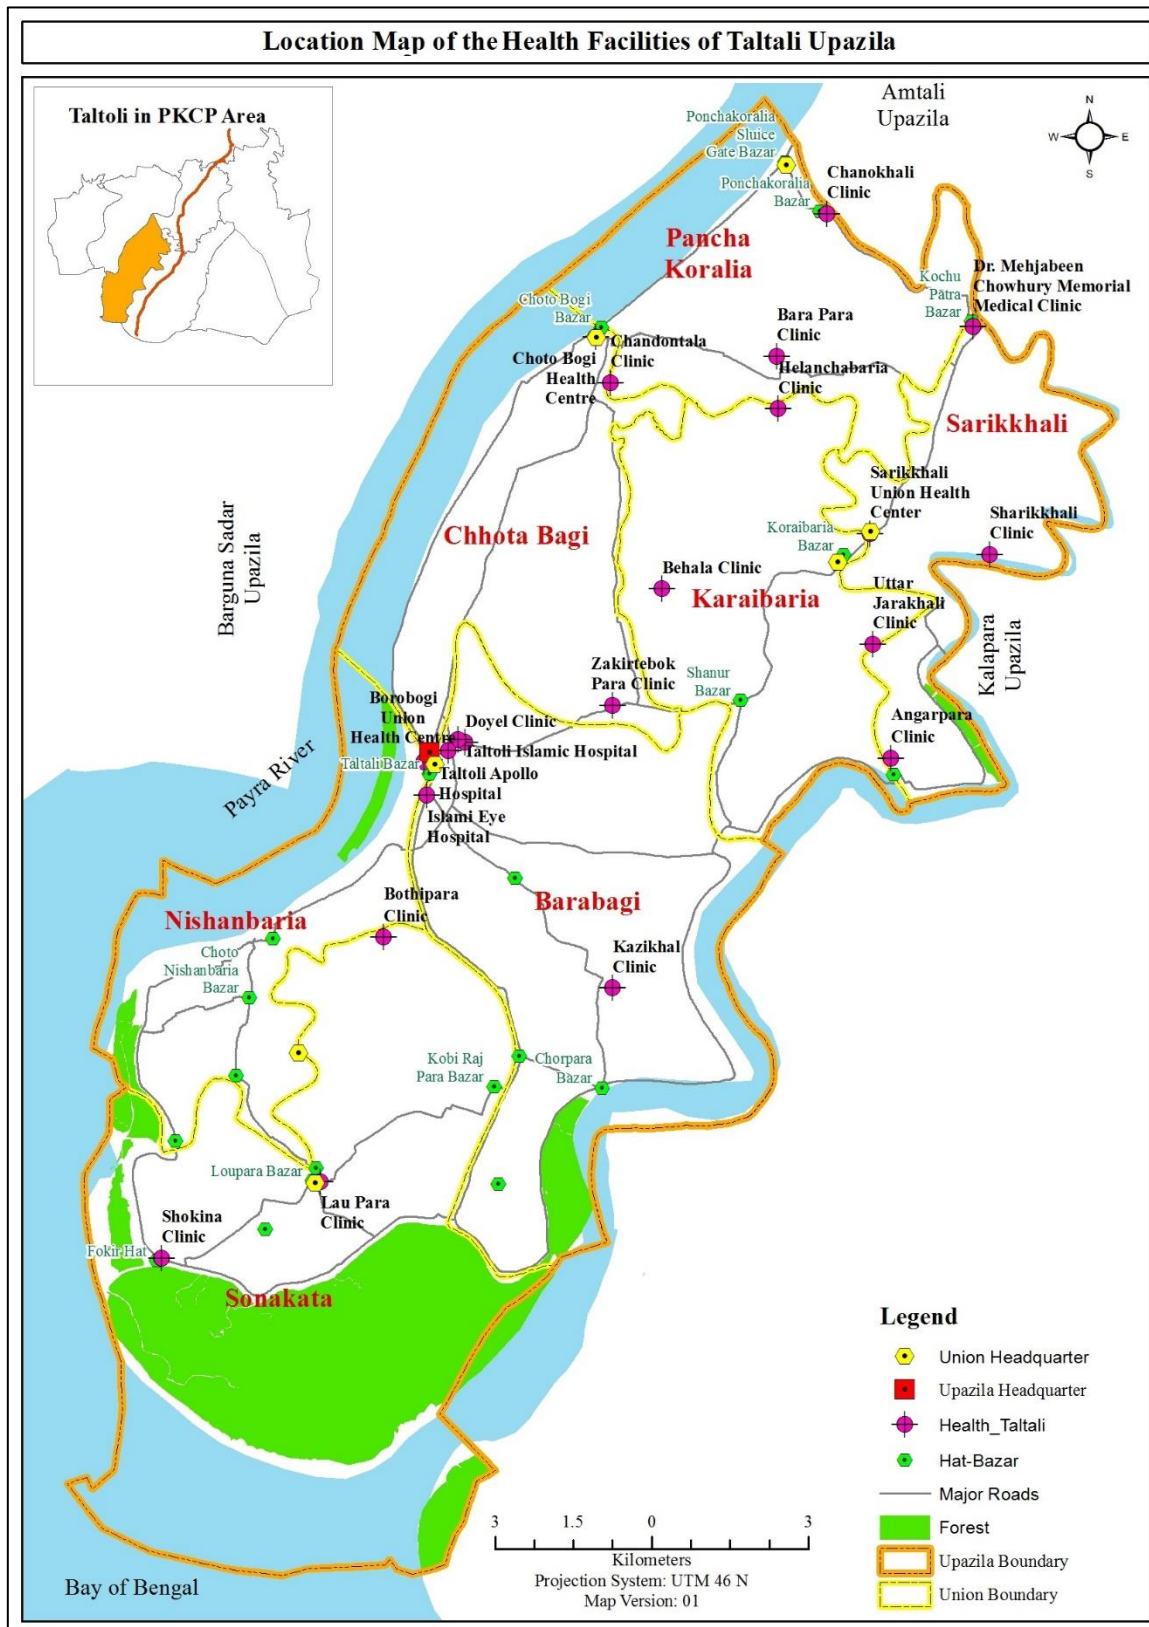 Location Map of the Health Facilities of Taltali Upazila
Taltoli in PKCP Area
Amtali
Upazila
N
W
E
S
Ponchakoralia
Sluice
Gate Bazar
Ponchakoralia
Bazar
Chanokhali
Clinic
Pancha
Koralia
Kochu
Pātra
Bazar
Dr. Mehjabeen
Chowhury Memorial
Medical Clinic
Choto Bogi
Bazar
Bara Para
Clinic
Chandontala
Clinic
Choto Bogi
Health
Centre
Helanchabaria
Clinic
Sarikkhali
Sarikkhali
Union Health
Center
Sharikkhali
Clinic
Koraibaria
Bazar
Chhota Bagi
Barguna Sadar
Upazila
Behala Clinic
Karaibaria
Uttar
Jarakhali
Clinic
Kalapara
Upazila
Zakirtebok
Para Clinic
Shanur
Bazar
Borobogi
Union
Health Centre
Doyel Clinic
Taltoli Islamic Hospital
Angarpara
Clinic
Taltali Bazar
Taltoli Apollo
Hospital
Payra River
Islami Eye
Hospital
Bothipara
Clinic
Barabagi
Nishanbaria
Choto
Nishanbaria
Bazar
Kazikhal
Clinic
Kobi Raj
Para Bazar
Chorpara
Bazar
Loupara Bazar
Lau Para
Clinic
Shokina
Clinic
Fokir Hat
Sonakata
Legend
Union Headquarter
Upazila Headquarter
Health_Taltali
Hat-Bazar
Major Roads
Forest
Upazila Boundary
Union Boundary
3 1.5 0 3
Kilometers
Projection System: UTM 46 N
Map Version: 01
Bay of Bengal